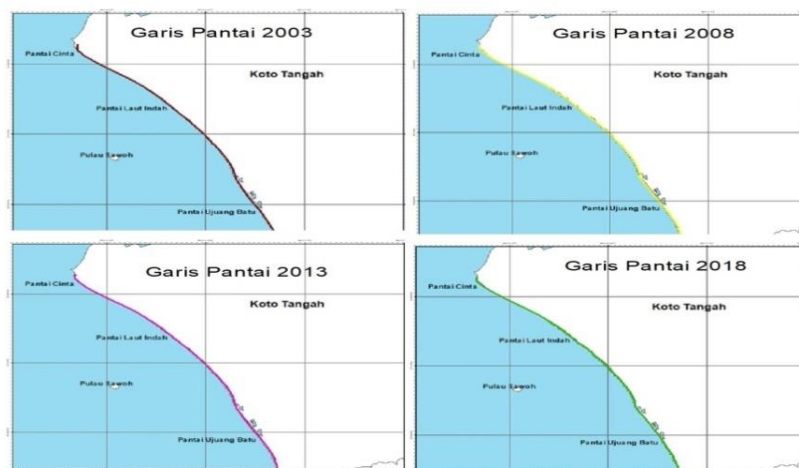 Garis Pantai 2003
Pantai Cinta
Koto Tangah
Pantai Laut Indah
Pulau Sawoh
Pantai Ujuang Batu
Garis Pantai 2008
Pantai Cinta
Koto Tangah
Pantai Laut Indah
Pulau Sawoh
Pantai Ujuang Batu
Garis Pantai 2013
Pantai Cinta
Koto Tangah
Pantai Laut Indah
Pulau Sawoh
Pantai Ujuang Batu
Garis Pantai 2018
Pantai Cinta
Koto Tangah
Pantai Laut Indah
Pulau Sawoh
Pantai Ujuang Batu